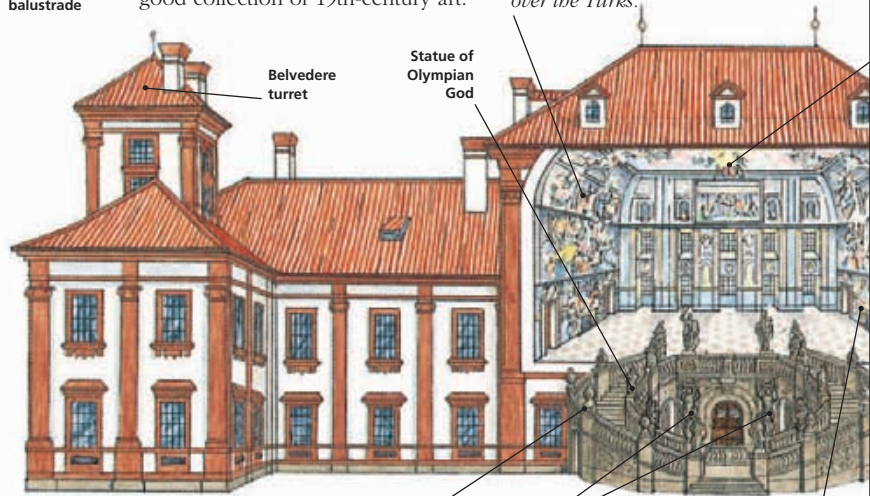 balustrade
good collection of 19th-century art.
over the Turks.
Statue of
Olympian
God
Belvedere
turret